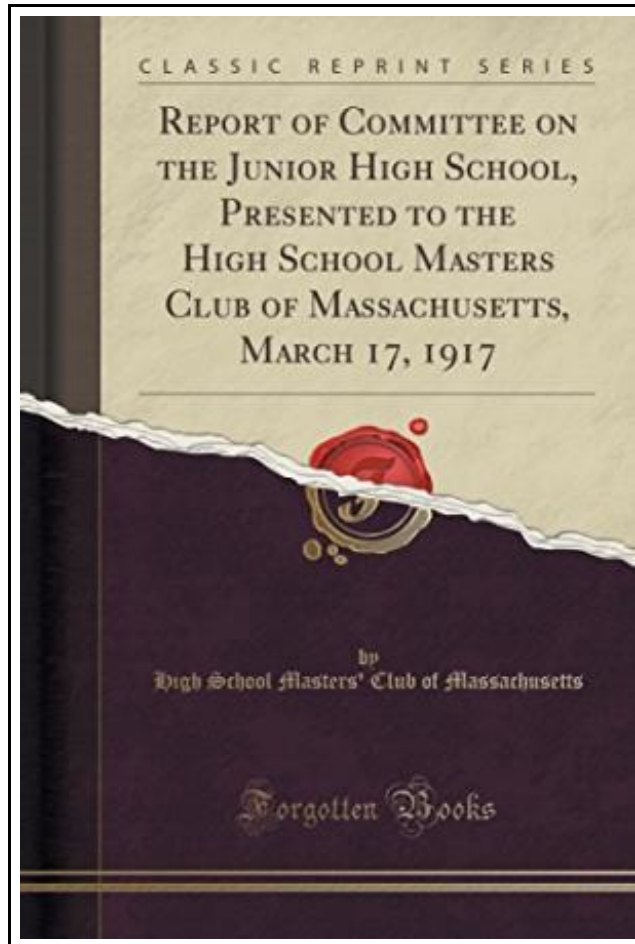 CLASSIC REPRINT SERIES
REPORT OF COMMITTEE ON
THE JUNIOR HIGH SCHOOL,
PRESENTED TO THE
HIGH SCHOOL MASTERS
CLUB OF MASSACHUSETTS,
MARCH 17, 1917
F
by
High School Masters' Club of Massachusetts
Forgotten Books